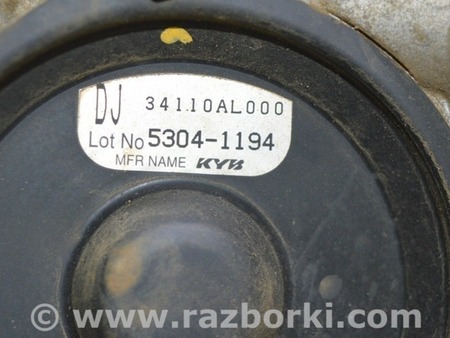 DJ 34110AL000
Lot No 5304-1194
MFR NAME KYB
© www.razborki.com